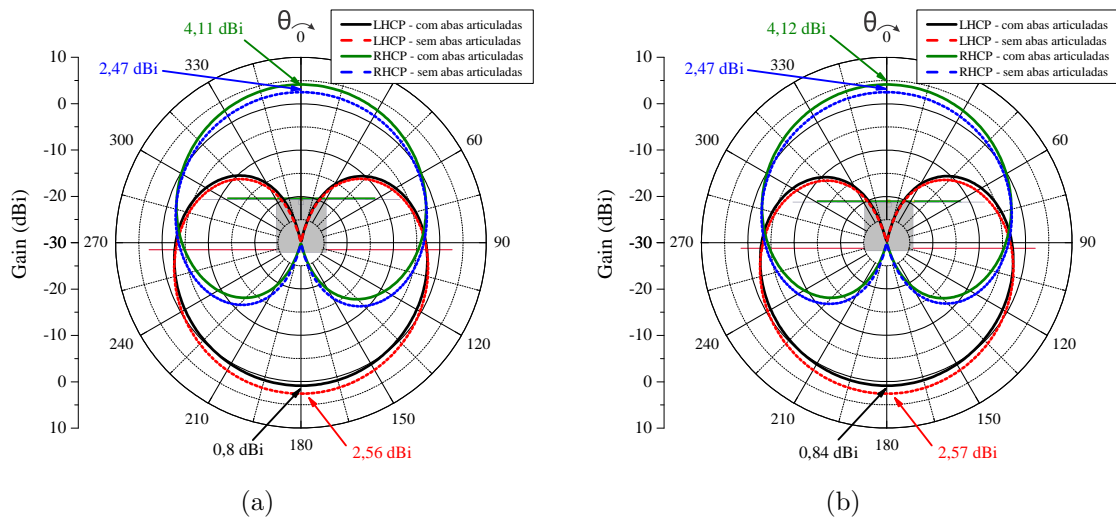 θ
LHCP - com abas articuladas
LHCP - sem abas articuladas
RHCP - com abas articuladas
RHCP - sem abas articuladas
4,11 dBi
2,47 dBi
0
330
60
300
270
90
240
120
210
150
180
10
0
-10
-20
-30
-20
-10
0
10
Gain (dBi)
0,8 dBi
2,56 dBi
(a)
θ
LHCP - com abas articuladas
LHCP - sem abas articuladas
RHCP - com abas articuladas
RHCP - sem abas articuladas
4,12 dBi
2,47 dBi
0
330
60
300
270
90
240
120
210
150
180
10
0
-10
-20
-30
-20
-10
0
10
Gain (dBi)
0,84 dBi
2,57 dBi
(b)